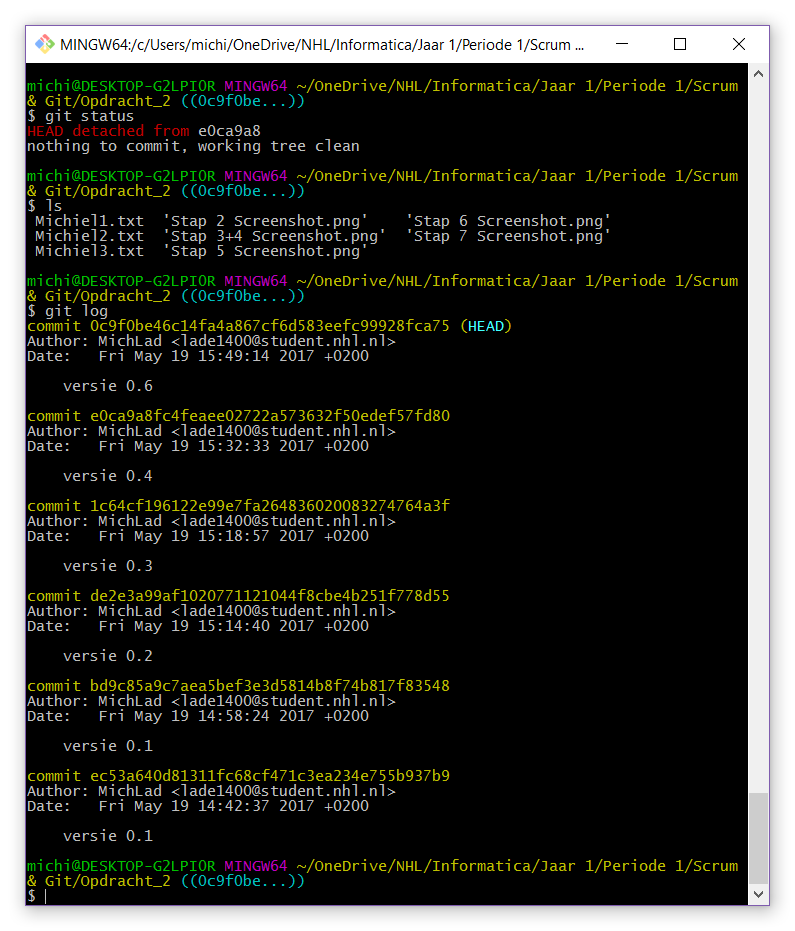 MINGW64:/c/Users/michi/OneDrive/NHL/Informatica/Jaar 1/Periode 1/Scrum ...
michi@DESKTOP-G2LPI0R MINGW64 ~/OneDrive/NHL/Informatica/Jaar 1/Periode 1/Scrum
& Git/Opdracht_2 ((0c9f0be...))
$ git status
HEAD detached from e0ca9a8
nothing to commit, working tree clean
michi@DESKTOP-G2LPI0R MINGW64 ~/OneDrive/NHL/Informatica/Jaar 1/Periode 1/Scrum
& Git/Opdracht_2 ((0c9f0be...))
$ ls
Michiel1.txt  'Stap 2 Screenshot.png'    'Stap 6 Screenshot.png'
Michiel2.txt  'Stap 3+4 Screenshot.png'  'Stap 7 Screenshot.png'
Michiel3.txt  'Stap 5 Screenshot.png'
michi@DESKTOP-G2LPI0R MINGW64 ~/OneDrive/NHL/Informatica/Jaar 1/Periode 1/Scrum
& Git/Opdracht_2 ((0c9f0be...))
$ git log
commit 0c9f0be46c14fa4a867cf6d583eefc99928fca75 (HEAD)
Author: MichLad <lade1400@student.nhl.nl>
Date:   Fri May 19 15:49:14 2017 +0200
versie 0.6
commit e0ca9a8fc4feaee02722a573632f50edef57fd80
Author: MichLad <lade1400@student.nhl.nl>
Date:   Fri May 19 15:32:33 2017 +0200
versie 0.4
commit 1c64cf196122e99e7fa264836020083274764a3f
Author: MichLad <lade1400@student.nhl.nl>
Date:   Fri May 19 15:18:57 2017 +0200
versie 0.3
commit de2e3a99af1020771121044f8cbe4b251f778d55
Author: MichLad <lade1400@student.nhl.nl>
Date:   Fri May 19 15:14:40 2017 +0200
versie 0.2
commit bd9c85a9c7aea5bef3e3d5814b8f74b817f83548
Author: MichLad <lade1400@student.nhl.nl>
Date:   Fri May 19 14:58:24 2017 +0200
versie 0.1
commit ec53a640d81311fc68cf471c3ea234e755b937b9
Author: MichLad <lade1400@student.nhl.nl>
Date:   Fri May 19 14:42:37 2017 +0200
versie 0.1
michi@DESKTOP-G2LPI0R MINGW64 ~/OneDrive/NHL/Informatica/Jaar 1/Periode 1/Scrum
& Git/Opdracht_2 ((0c9f0be...))
$